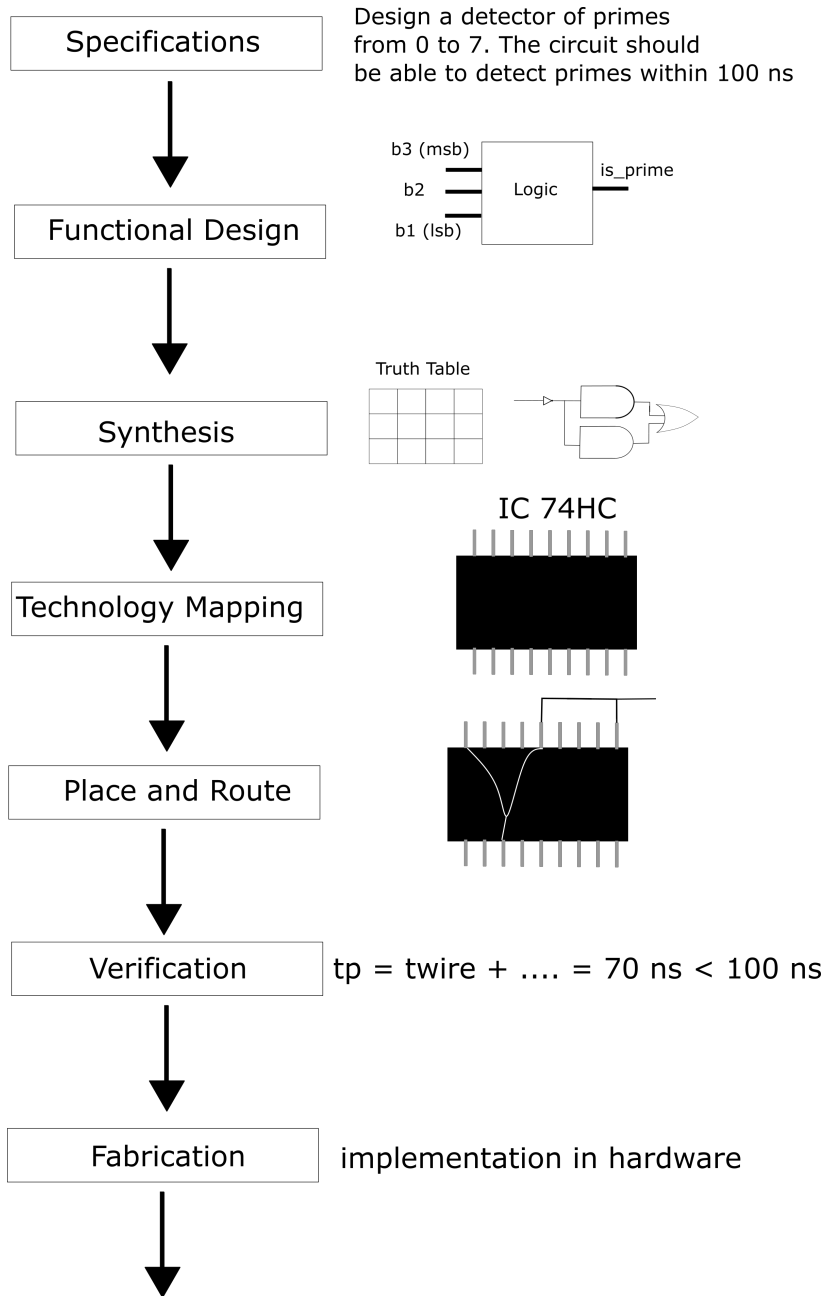 Specifications
Design a detector of primes
from 0 to 7. The circuit should
be able to detect primes within 100 ns
b3 (msb)
b2
b1 (lsb)
Logic
is_prime
Functional Design
Truth Table
Synthesis
IC 74HC
Technology Mapping
Place and Route
Verification
tp = twire + .... = 70 ns < 100 ns
Fabrication
implementation in hardware